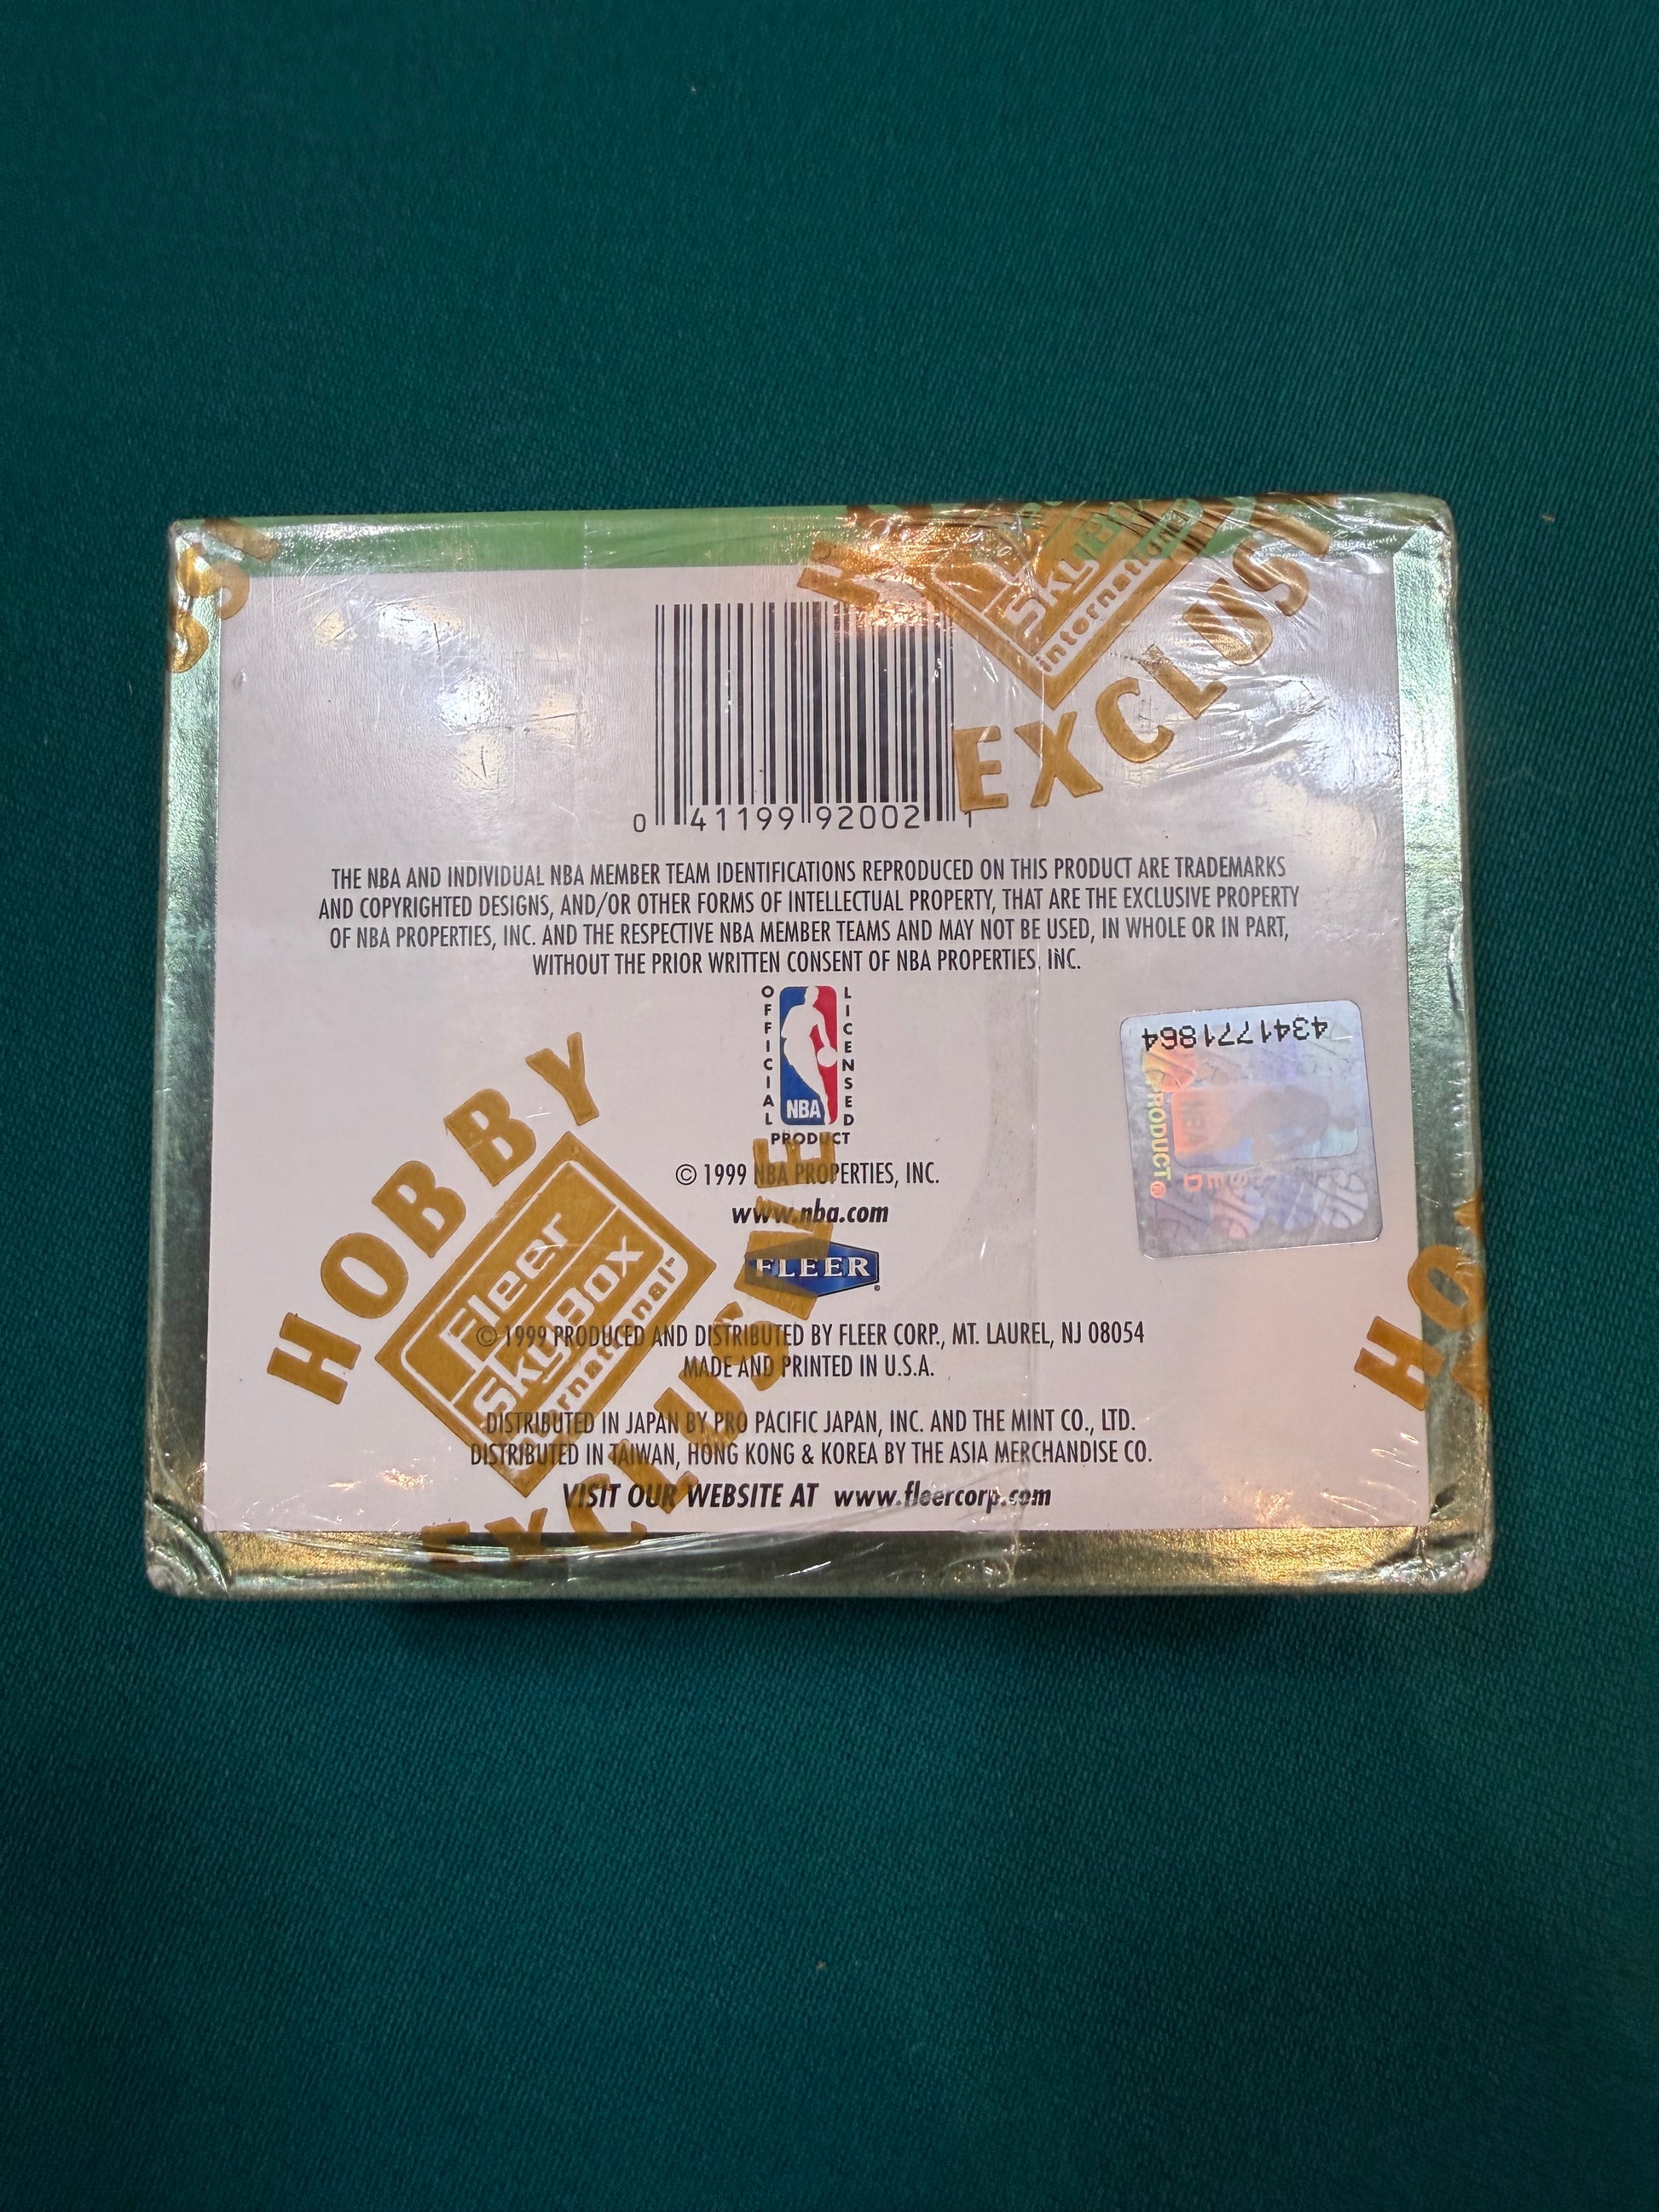 HOBBY
SkyBox
international
EXCLUSI
0 41199 92002 1
THE NBA AND INDIVIDUAL NBA MEMBER TEAM IDENTIFICATIONS REPRODUCED ON THIS PRODUCT ARE TRADEMARKS
AND COPYRIGHTED DESIGNS, AND/OR OTHER FORMS OF INTELLECTUAL PROPERTY, THAT ARE THE EXCLUSIVE PROPERTY
OF NBA PROPERTIES, INC. AND THE RESPECTIVE NBA MEMBER TEAMS AND MAY NOT BE USED, IN WHOLE OR IN PART,
WITHOUT THE PRIOR WRITTEN CONSENT OF NBA PROPERTIES, INC.
OFFICIAL LICENSED
NBA
PRODUCT
4341771864
PRODUCT
NBA
© 1999 NBA PROPERTIES, INC.
www.nba.com
FLEER®
© 1999 PRODUCED AND DISTRIBUTED BY FLEER CORP., MT. LAUREL, NJ 08054
MADE AND PRINTED IN U.S.A.
DISTRIBUTED IN JAPAN BY PRO PACIFIC JAPAN, INC. AND THE MINT CO., LTD.
DISTRIBUTED IN TAIWAN, HONG KONG & KOREA BY THE ASIA MERCHANDISE CO.
VISIT OUR WEBSITE AT www.fleercorp.com
Fleer
SkyBox
international
EXCLUSIVE
HO